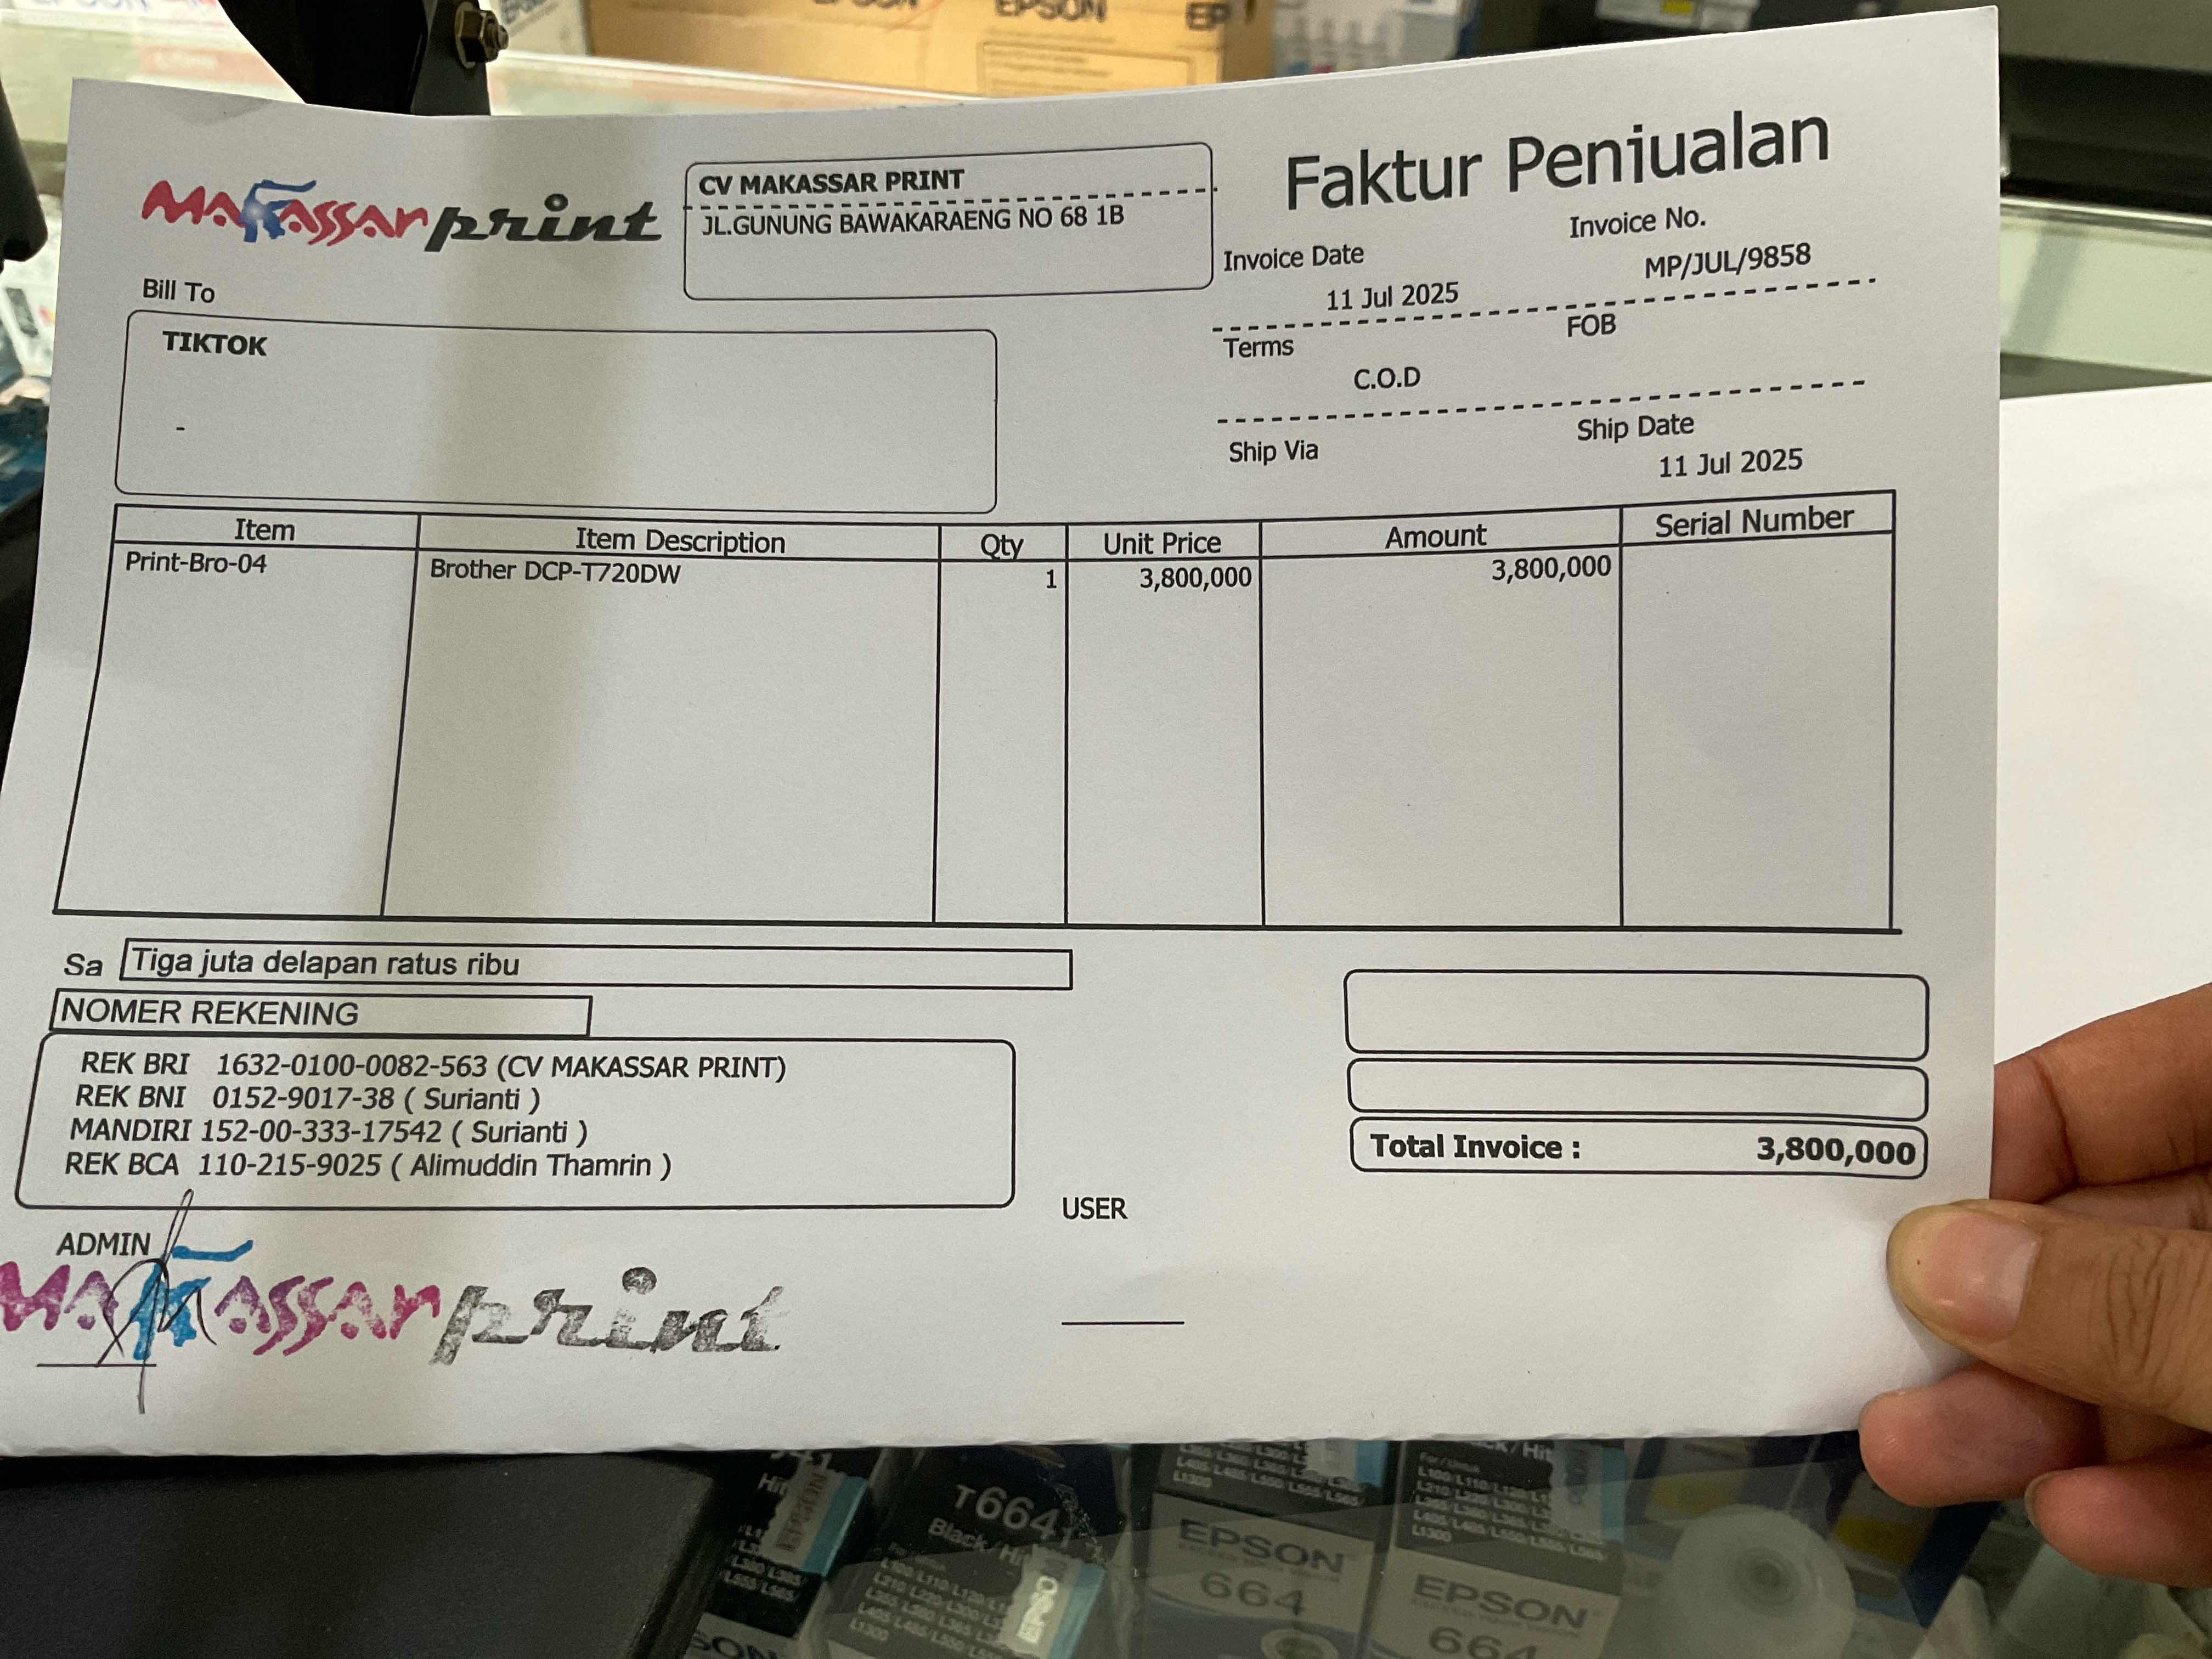 EPSON
EP
Makassar print
CV MAKASSAR PRINT
JL.GUNUNG BAWAKARAENG NO 68 1B
Faktur Penjualan
Invoice Date
Invoice No.
11 Jul 2025
MP/JUL/9858
Terms
FOB
C.O.D
Ship Via
Ship Date
11 Jul 2025
Bill To
TIKTOK
-
Item Item Description Qty Unit Price Amount Serial Number
Print-Bro-04 Brother DCP-T720DW 1 3,800,000 3,800,000
Sa Tiga juta delapan ratus ribu
NOMER REKENING
REK BRI 1632-0100-0082-563 (CV MAKASSAR PRINT)
REK BNI 0152-9017-38 ( Surianti )
MANDIRI 152-00-333-17542 ( Surianti )
REK BCA 110-215-9025 ( Alimuddin Thamrin )
Total Invoice : 3,800,000
USER
ADMIN
Makassar print
T664
Black
EPSON
664
EPSON
664